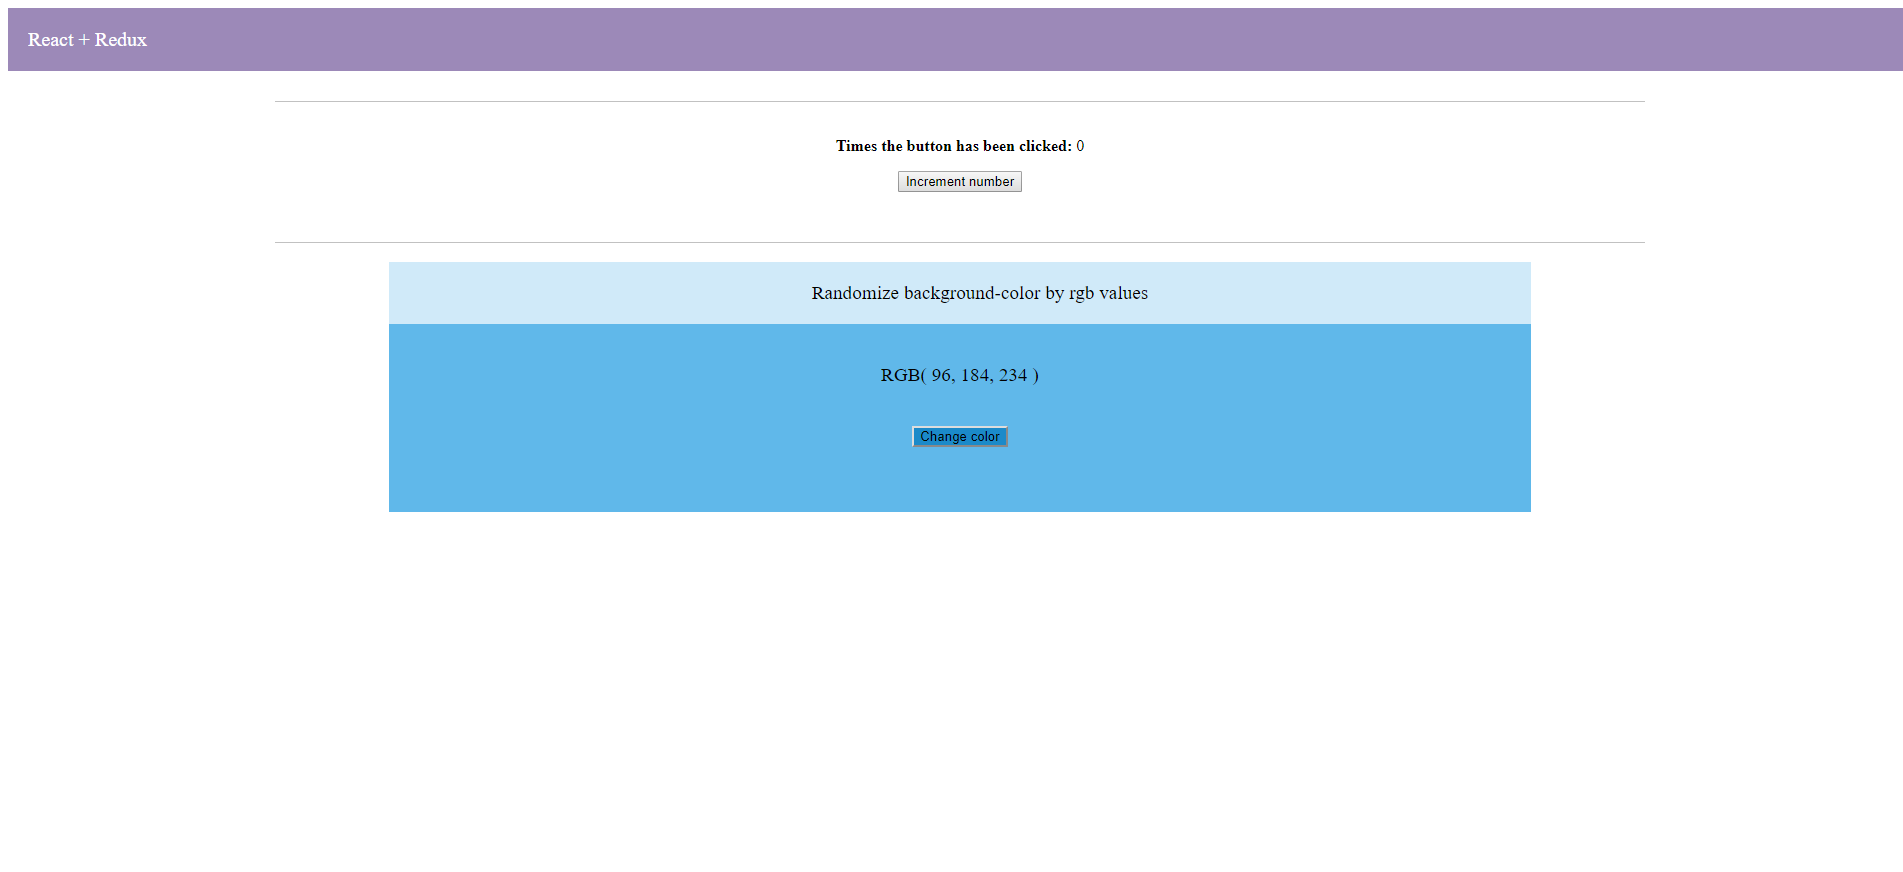 React + Redux
Times the button has been clicked: 0
Increment number
Randomize background-color by rgb values
RGB( 96, 184, 234 )
Change color